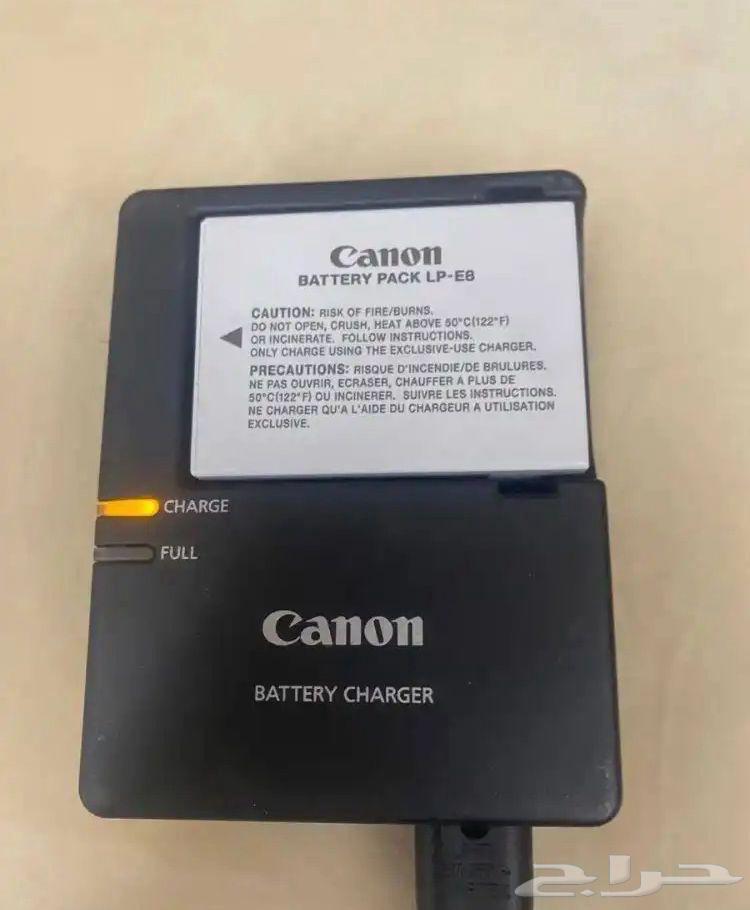 Canon
BATTERY PACK LP-E8
CAUTION: RISK OF FIRE/BURNS.
DO NOT OPEN, CRUSH, HEAT ABOVE 50°C(122°F)
OR INCINERATE. FOLLOW INSTRUCTIONS.
ONLY CHARGE USING THE EXCLUSIVE-USE CHARGER.
PRECAUTIONS: RISQUE D'INCENDIE/DE BRULURES.
NE PAS OUVRIR, ECRASER, CHAUFFER A PLUS DE
50°C(122°F) OU INCINERER. SUIVRE LES INSTRUCTIONS.
NE CHARGER QU'A L'AIDE DU CHARGEUR A UTILISATION
EXCLUSIVE.
CHARGE
FULL
Canon
BATTERY CHARGER
حراج